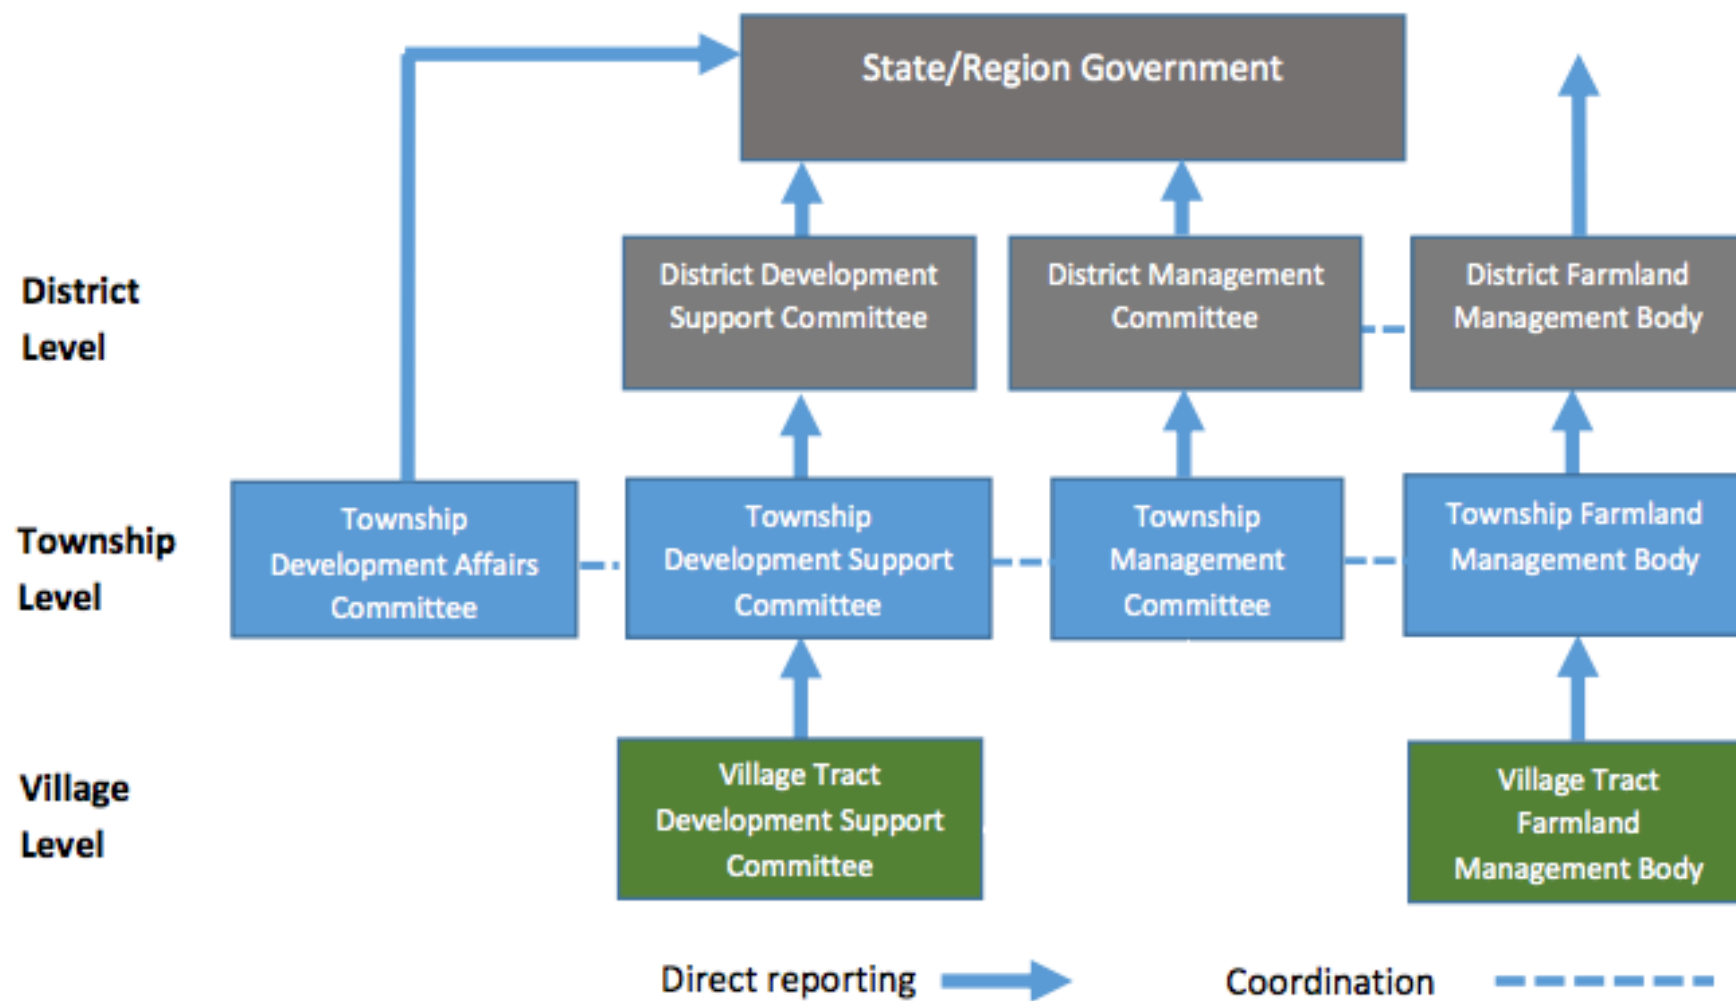 State/Region Government
District
Level
District Development
Support Committee
District Management
Committee
District Farmland
Management Body
Township
Level
Township
Development Affairs
Committee
Township
Development Support
Committee
Township
Management
Committee
Township Farmland
Management Body
Village
Level
Village Tract
Development Support
Committee
Village Tract
Farmland
Management Body
Direct reporting
Coordination